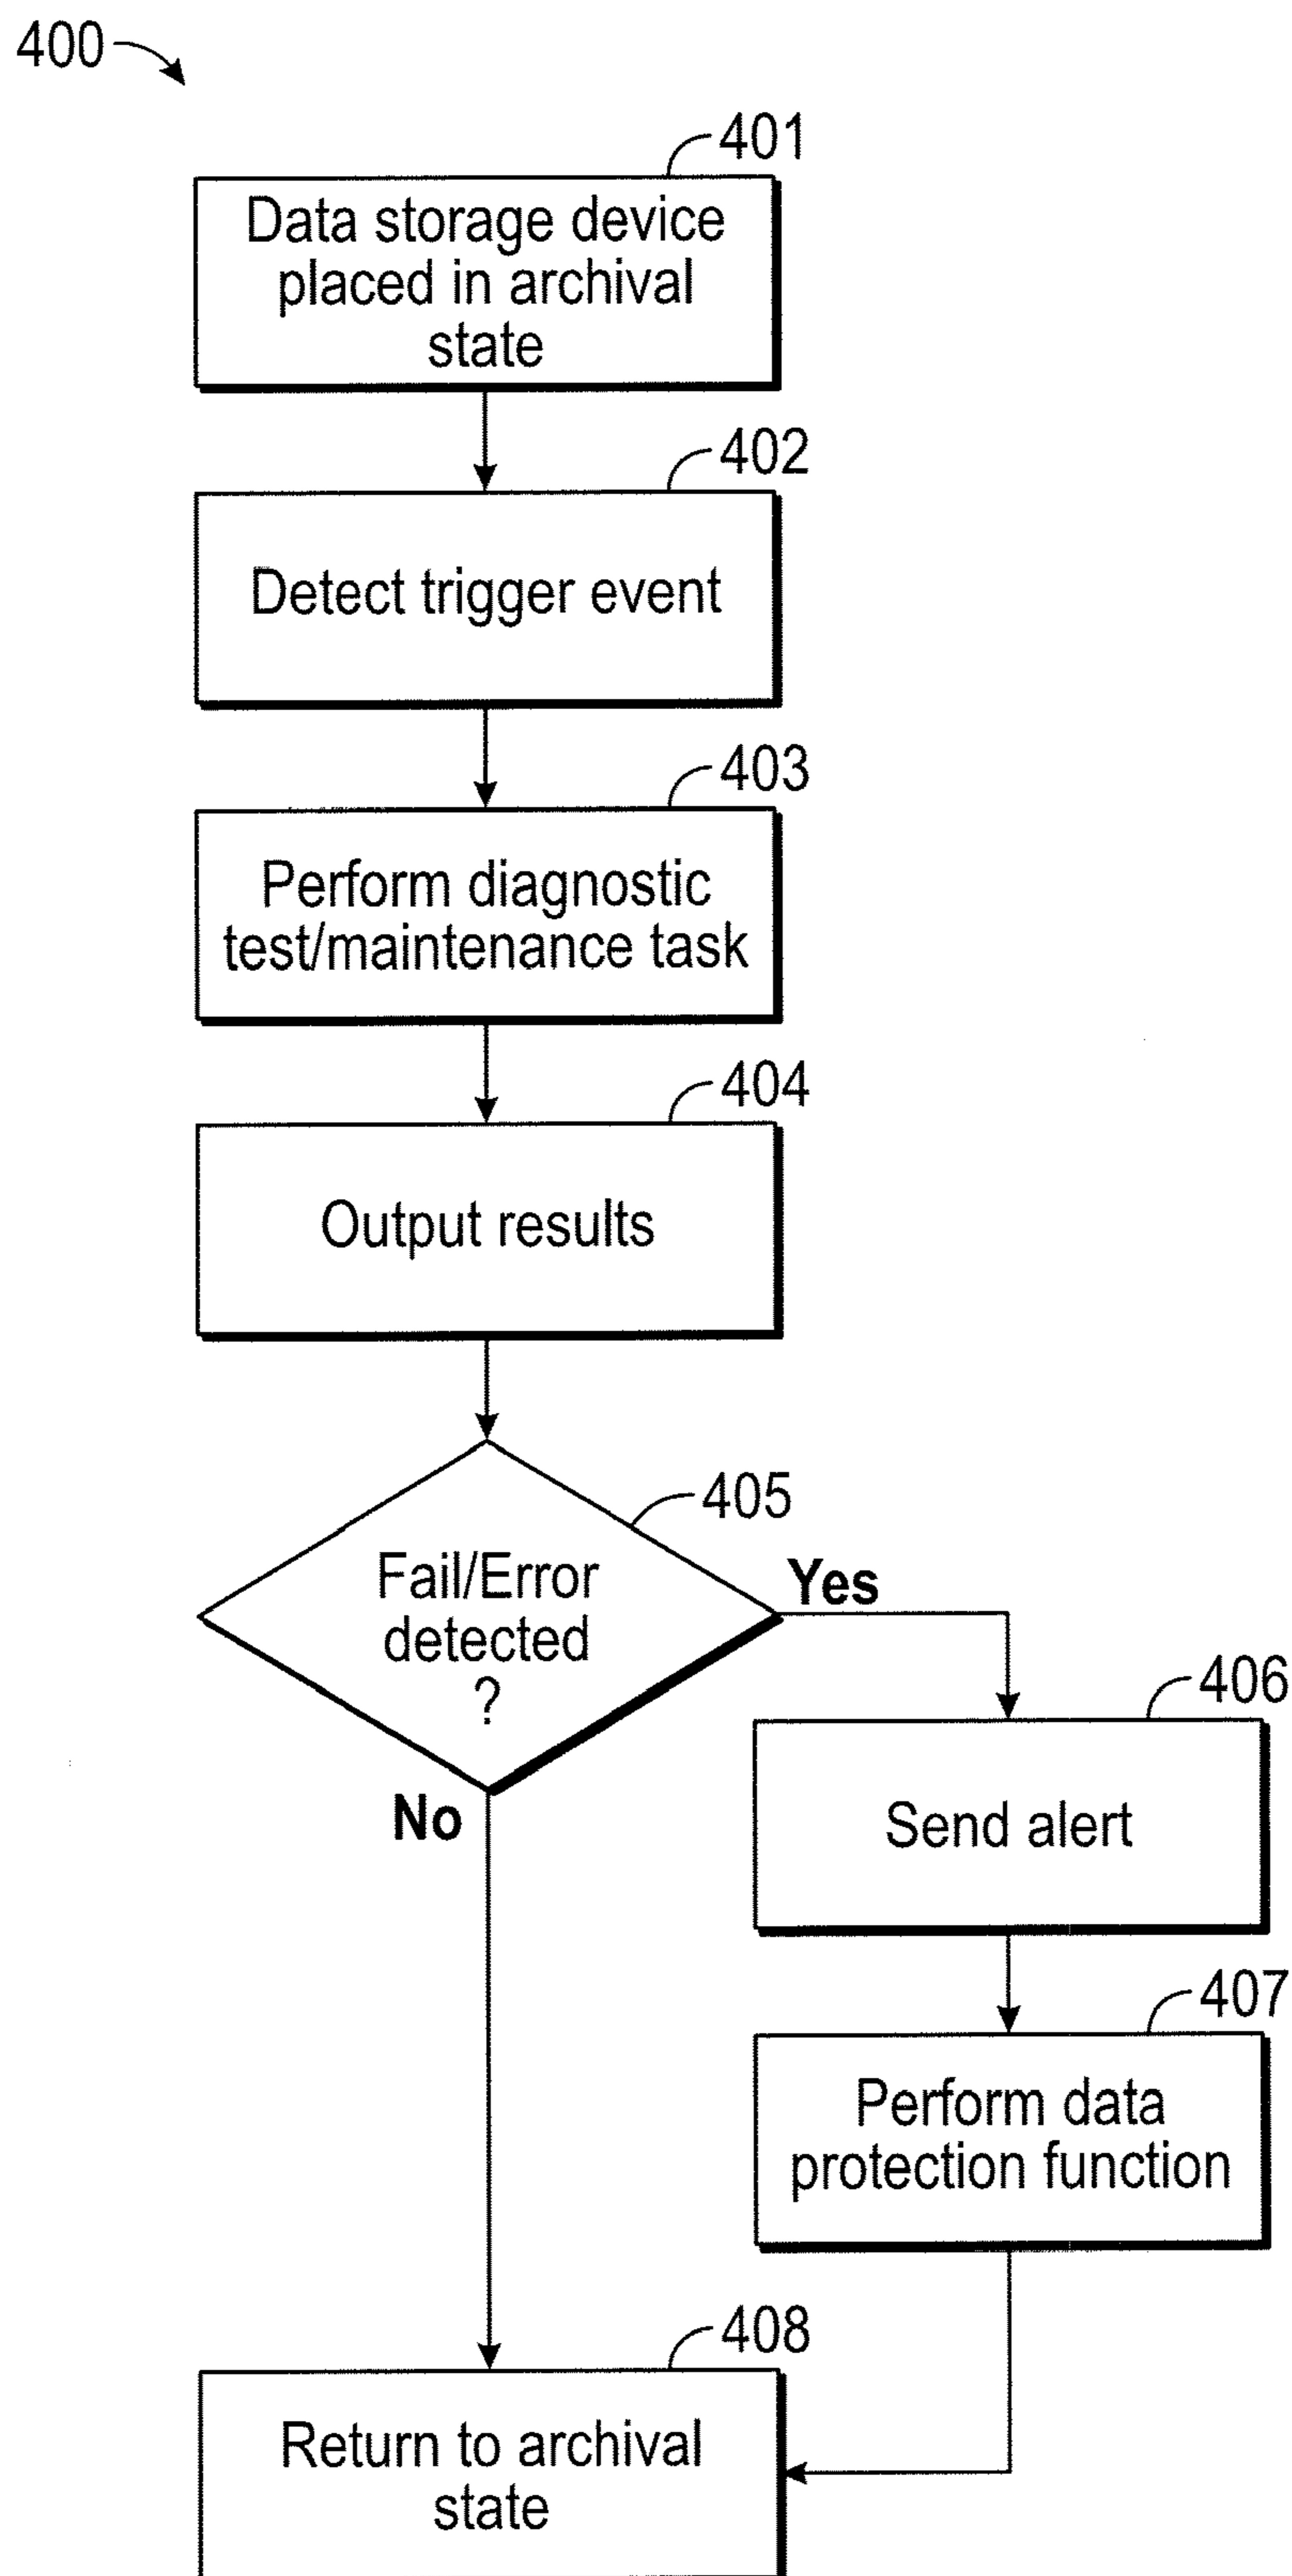 400
401
Data storage device
placed in archival
state
402
Detect trigger event
403
Perform diagnostic
test/maintenance task
404
Output results
405
Fail/Error
detected
?
Yes
No
406
Send alert
407
Perform data
protection function
408
Return to archival
state